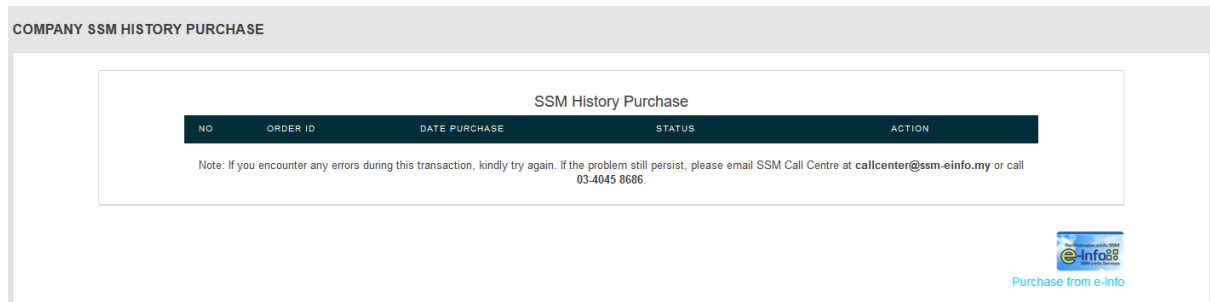 COMPANY SSM HISTORY PURCHASE
SSM History Purchase
NO ORDER ID DATE PURCHASE STATUS ACTION
Note: If you encounter any errors during this transaction, kindly try again. If the problem still persist, please email SSM Call Centre at callcenter@ssm-einfo.my or call
03-4045 8686.
e-Info
Purchase from e-Info